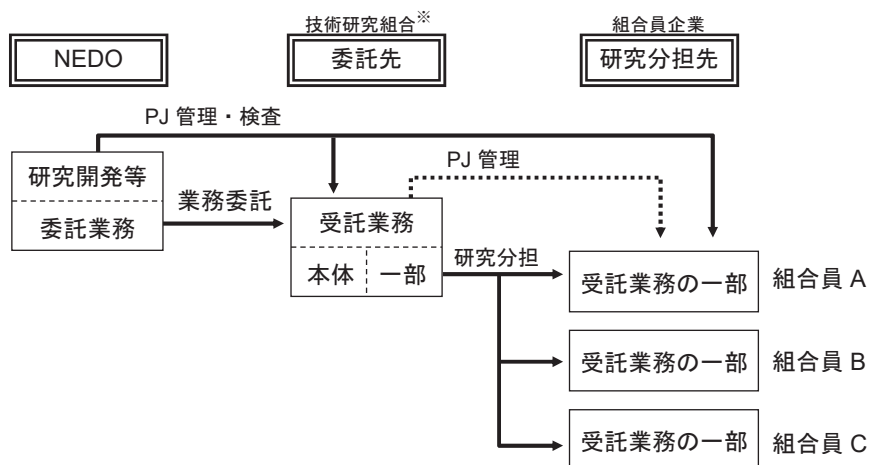 技術研究組合※
組合員企業
NEDO
委託先
研究分担先
PJ 管理・検査
研究開発等
委託業務
業務委託
PJ 管理
受託業務
本体
一部
研究分担
受託業務の一部
組合員 A
受託業務の一部
組合員 B
受託業務の一部
組合員 C